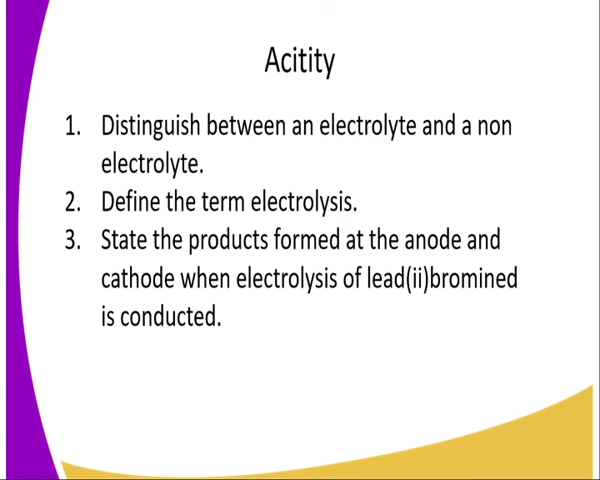 Acitity
1. Distinguish between an electrolyte and a non
electrolyte.
2. Define the term electrolysis.
3. State the products formed at the anode and
cathode when electrolysis of lead(ii)bromined
is conducted.